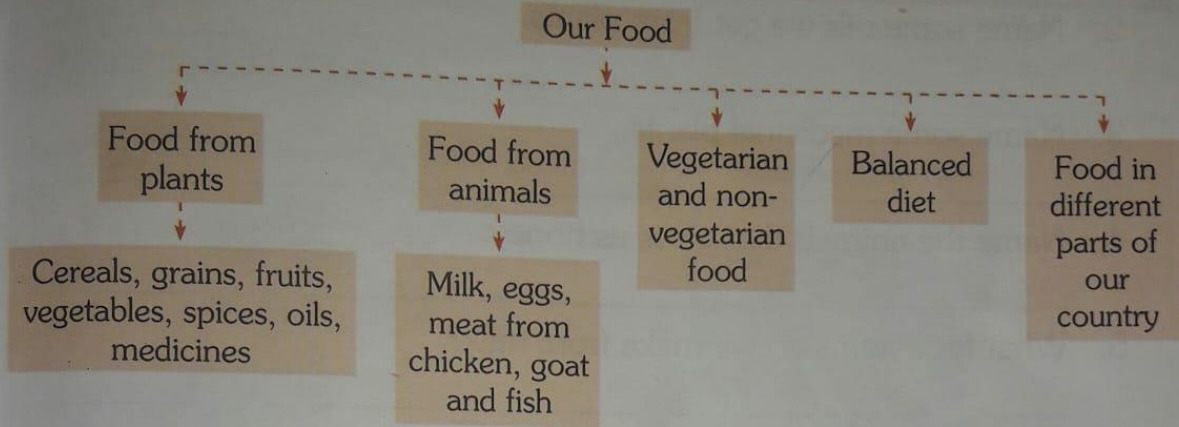 Our Food
Food from
plants
Cereals, grains, fruits,
vegetables, spices, oils,
medicines
Food from
animals
Milk, eggs,
meat from
chicken, goat
and fish
Vegetarian
and non-
vegetarian
food
Balanced
diet
Food in
different
parts of
our
country